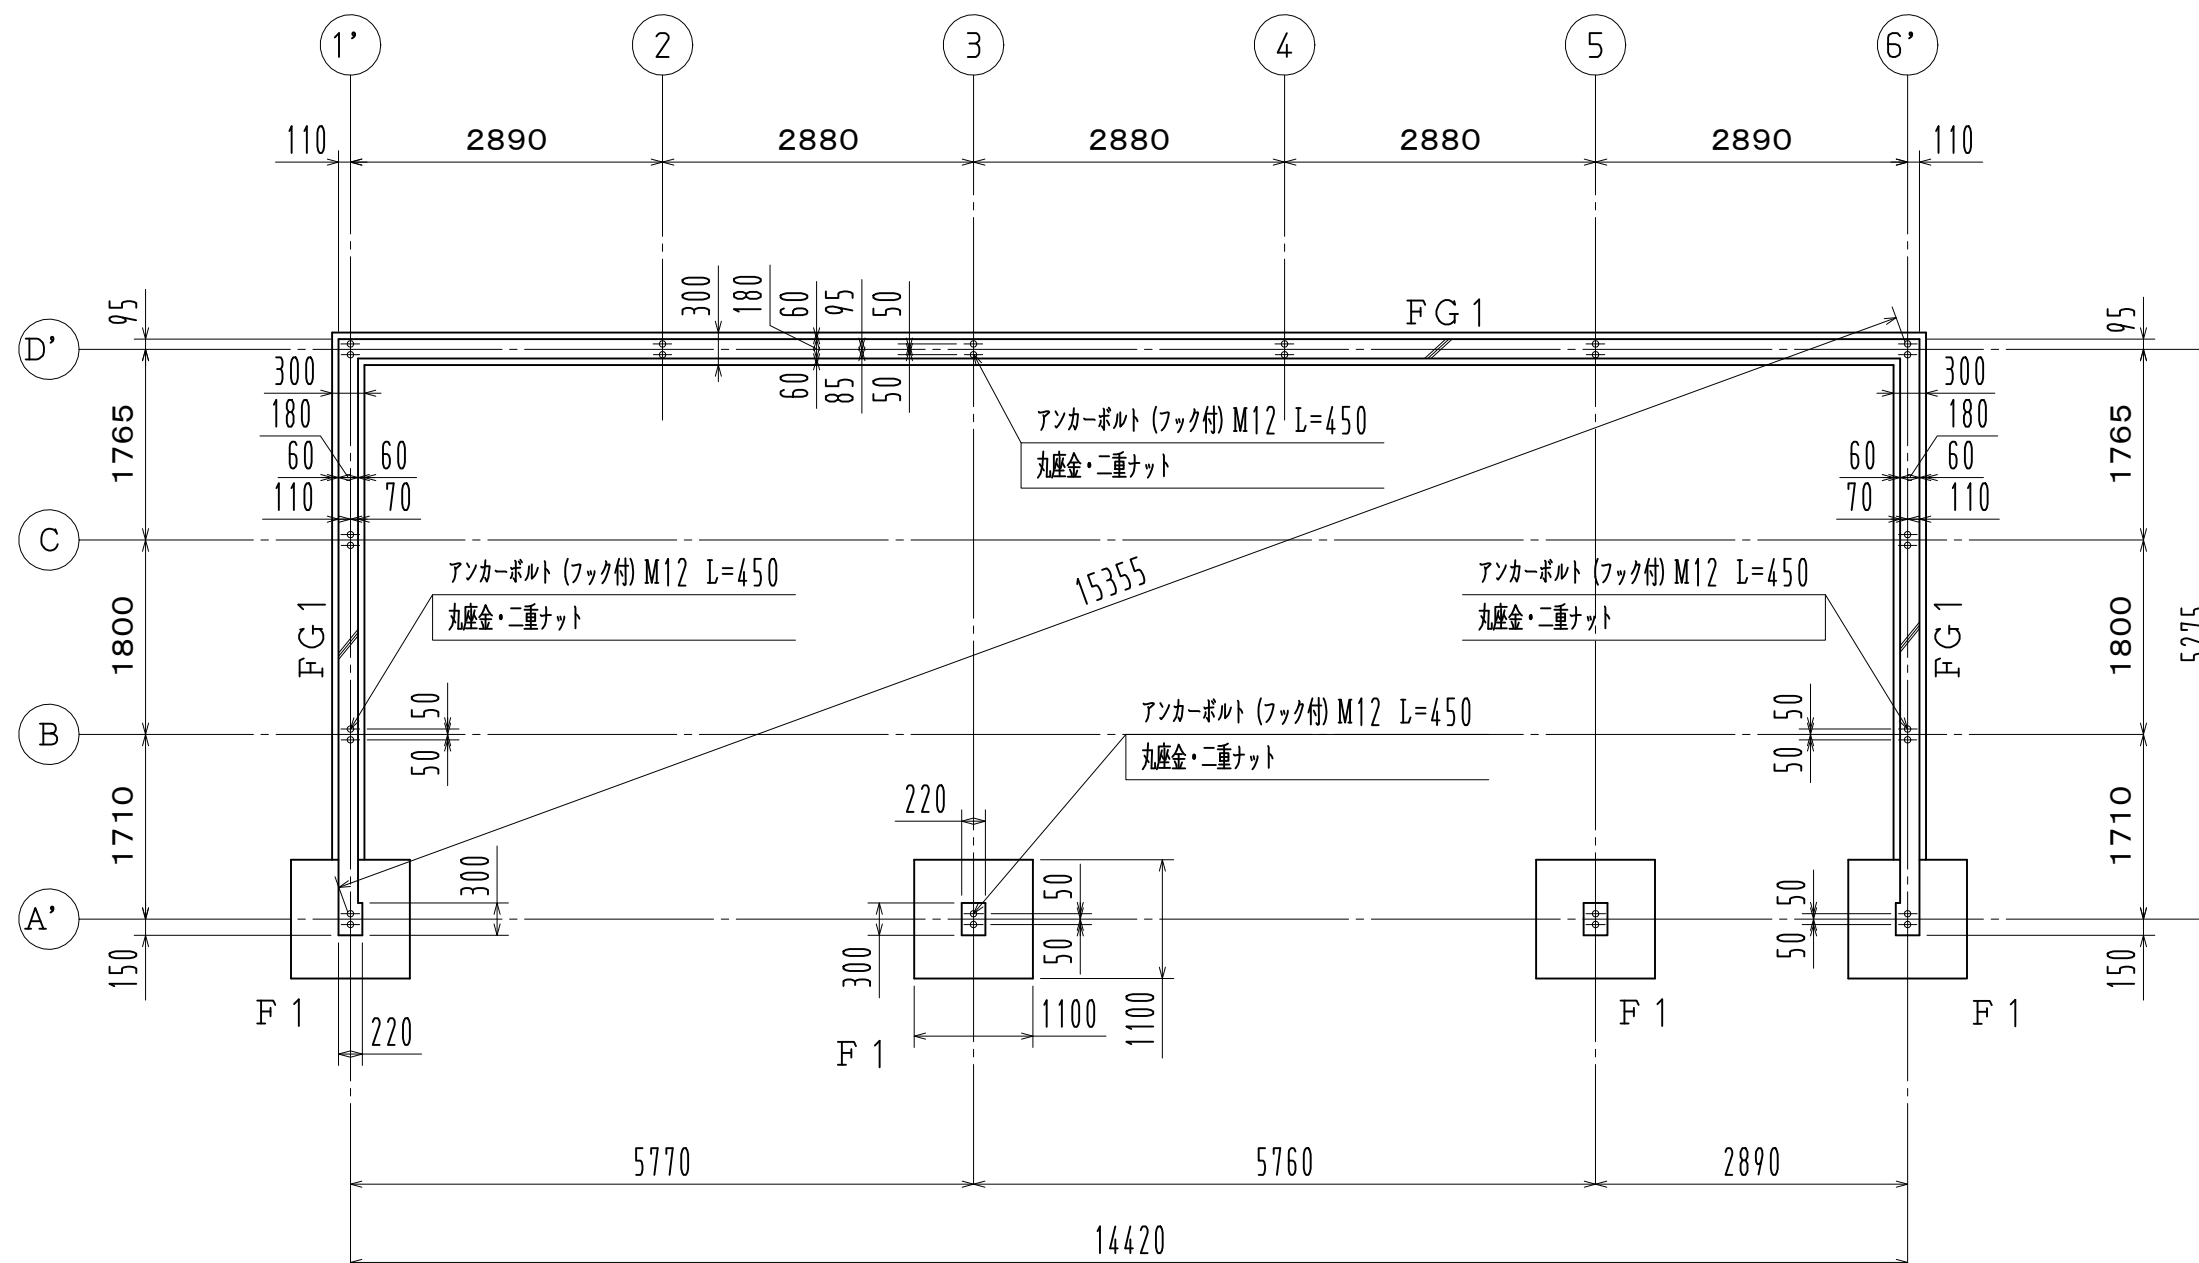 1' 2 3 4 5 6'
110 2890 2880 2880 2880 2890 110
300 180 60 95 50
FG1
95 95
D'
60 85 50
300 300
180 180
1765 1765
60 60 60 60
110 70 70 110
アンカーボルト (フック付) M12 L=450
丸座金・二重ナット
C
アンカーボルト (フック付) M12 L=450
丸座金・二重ナット
15355
アンカーボルト (フック付) M12 L=450
丸座金・二重ナット
1800 FG1 FG1 1800 5275
50 50
アンカーボルト (フック付) M12 L=450
丸座金・二重ナット
B
50 50
1710 1710
220
300 50 50
A'
150 300 50 50 150
F1 1100 1100 F1 F1
220 F1
5770 5760 2890
14420